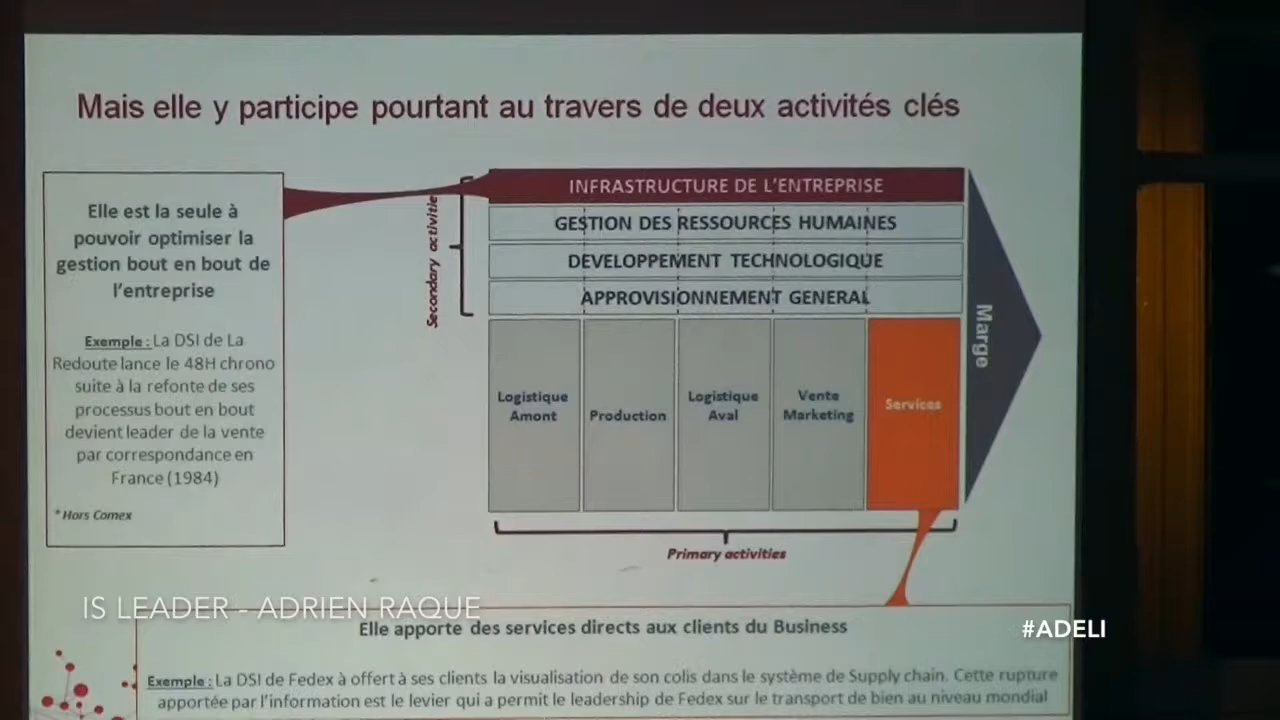 Mais elle y participe pourtant au travers de deux activités clés
Elle est la seule à
pouvoir optimiser la
gestion bout en bout de
l'entreprise
Exemple : La DSI de La
Redoute lance le 48H chrono
suite à la refonte de ses
processus bout en bout
devient leader de la vente
par correspondance en
France (1984)
*Hors Comex
Secondary activitie
INFRASTRUCTURE DE L'ENTREPRISE
GESTION DES RESSOURCES HUMAINES
DEVELOPPEMENT TECHNOLOGIQUE
APPROVISIONNEMENT GENERAL
Logistique
Amont
Production
Logistique
Aval
Vente
Marketing
Services
Marge
Primary activities
IS LEADER - ADRIEN RAQUE
#ADELI
Elle apporte des services directs aux clients du Business
Exemple : La DSI de Fedex à offert à ses clients la visualisation de son colis dans le système de Supply chain. Cette rupture
apportée par l'information est le levier qui a permit le leadership de Fedex sur le transport de bien au niveau mondial